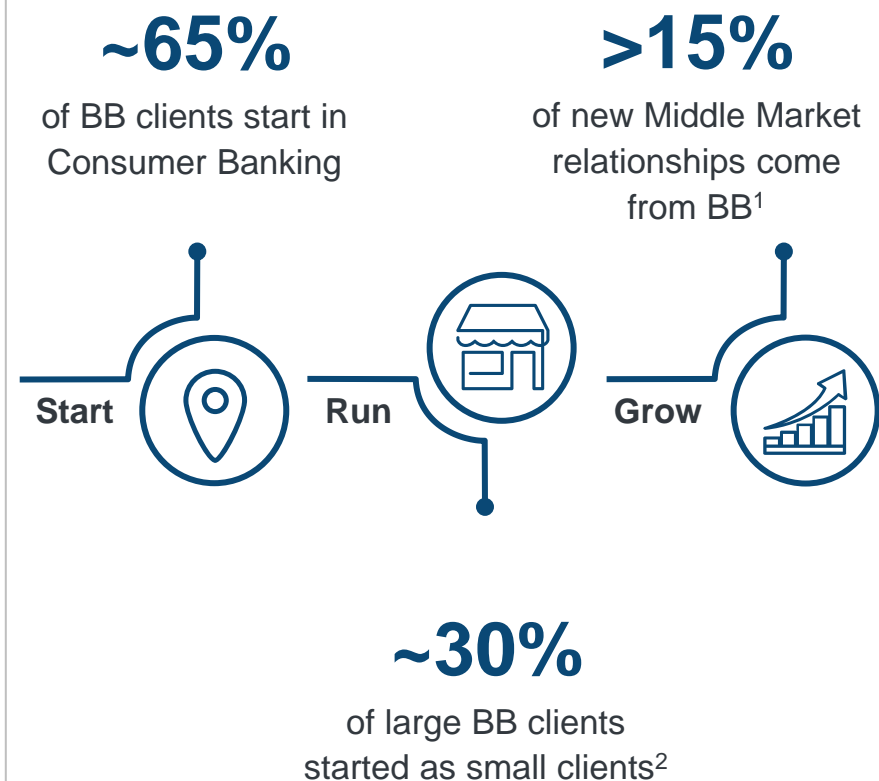 ~65%
of BB clients start in
Consumer Banking
>15%
of new Middle Market
relationships come
from BB¹
Start
Run
Grow
~30%
of large BB clients
started as small clients²